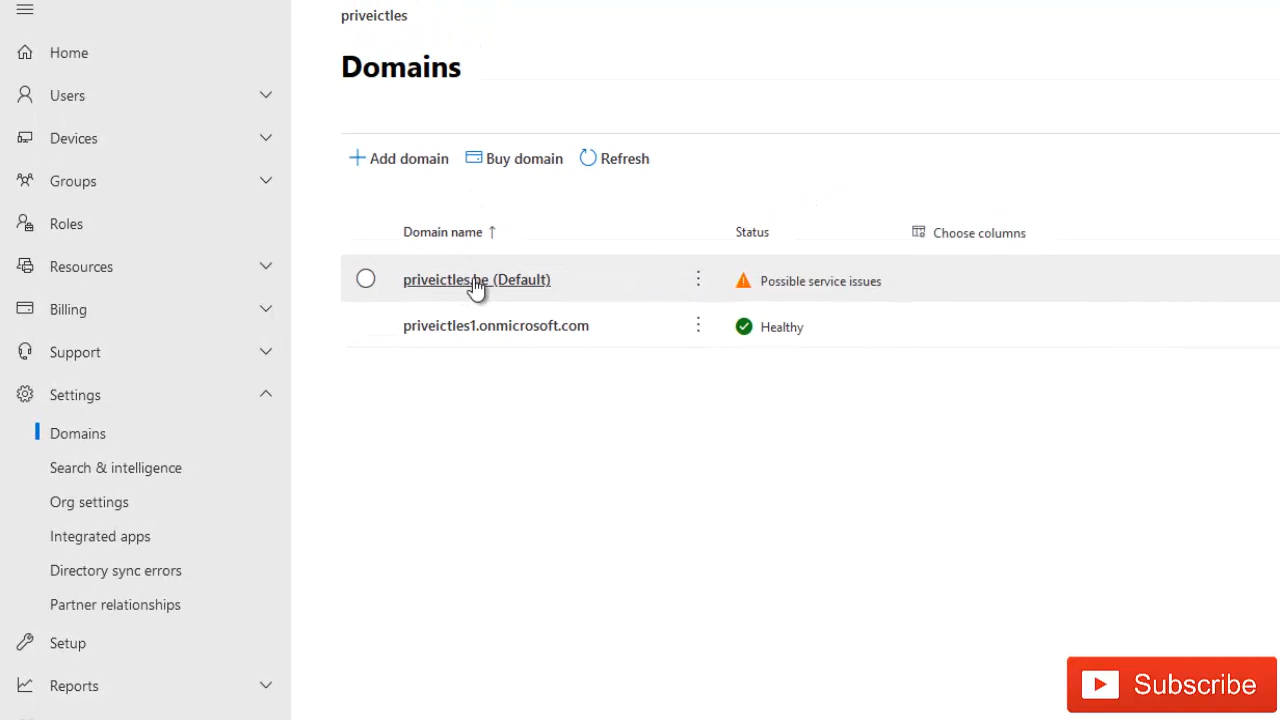 priveictles
Domains
Home
Users
Devices
Groups
Roles
Resources
Billing
Support
Settings
Domains
Search & intelligence
Org settings
Integrated apps
Directory sync errors
Partner relationships
Setup
Reports
Add domain Buy domain Refresh
Domain name ↑ Status Choose columns
priveictles.be (Default) Possible service issues
priveictles1.onmicrosoft.com Healthy
Subscribe